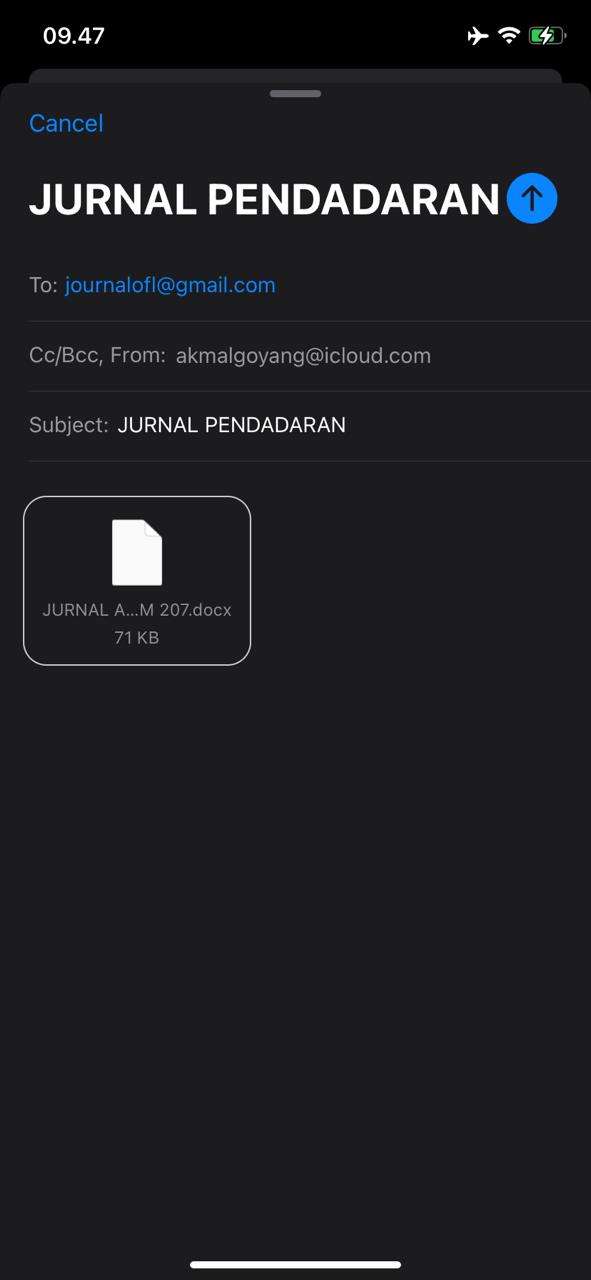 09.47
Cancel
JURNAL PENDADARAN
To: journalofl@gmail.com
Cc/Bcc, From: akmalgoyang@icloud.com
Subject: JURNAL PENDADARAN
JURNAL A...M 207.docx
71 KB